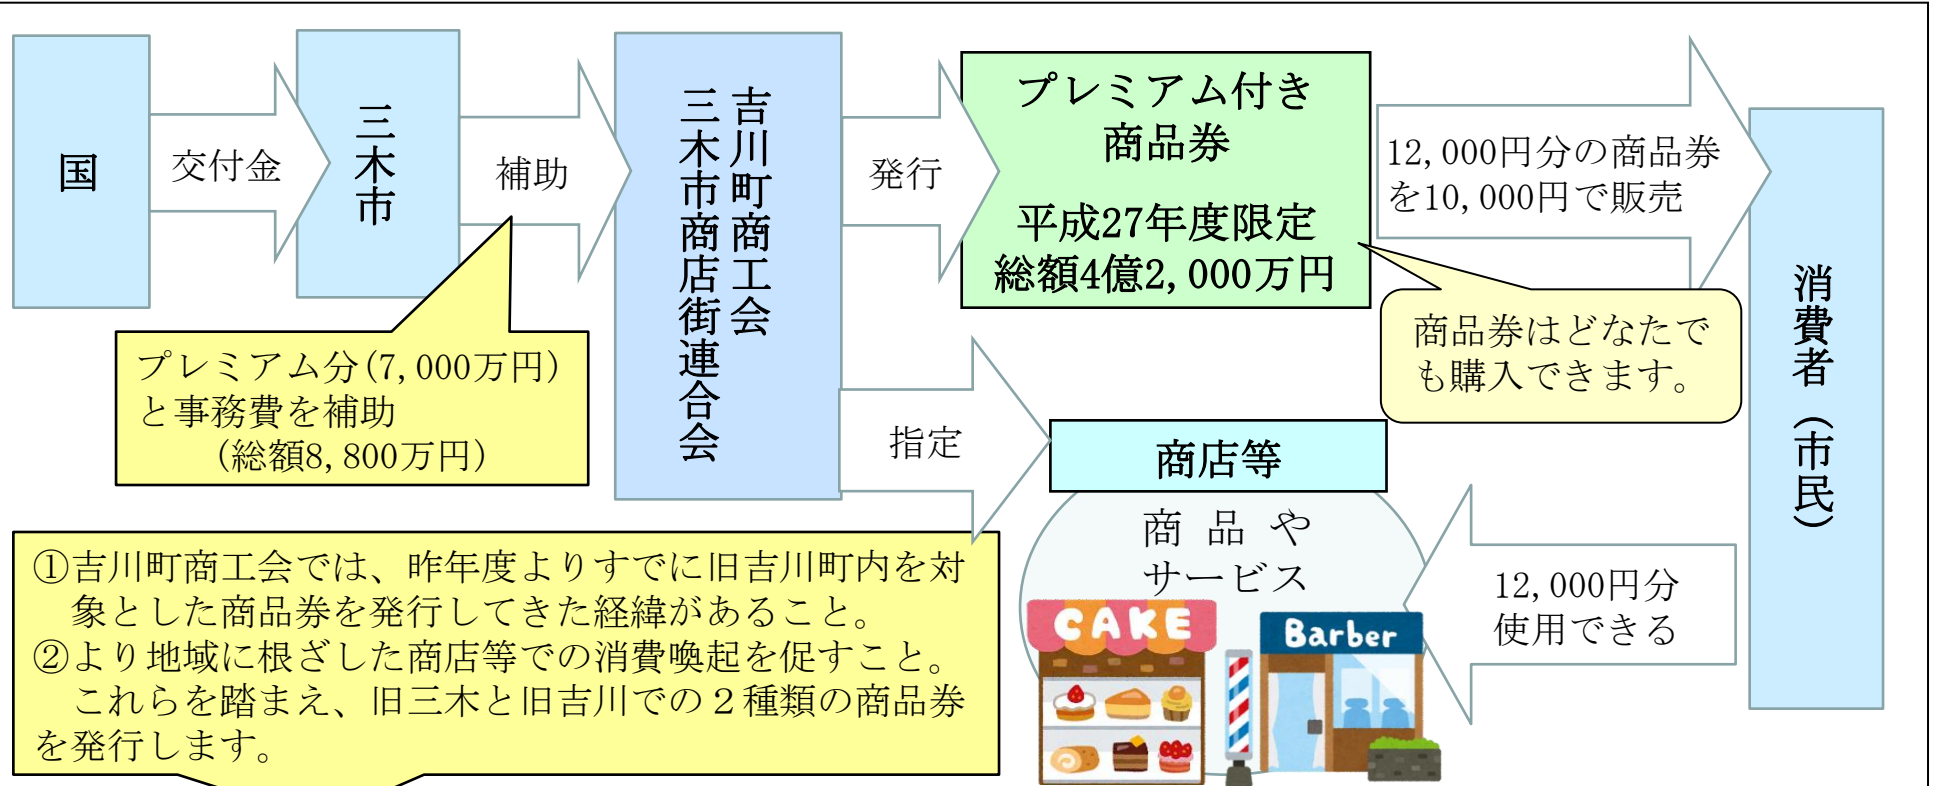 国
交付金
三木市
補助
吉川町商工会
三木市商店街連合会
発行
プレミアム付き
商品券
平成27年度限定
総額4億2,000万円
12,000円分の商品券
を10,000円で販売
消費者（市民）
商品券はどなたで
も購入できます。
プレミアム分(7,000万円)
と事務費を補助
（総額8,800万円）
指定
商店等
商品や
サービス
CAKE
Barber
12,000円分
使用できる
①吉川町商工会では、昨年度よりすでに旧吉川町内を対
象とした商品券を発行してきた経緯があること。
②より地域に根ざした商店等での消費喚起を促すこと。
これらを踏まえ、旧三木と旧吉川での２種類の商品券
を発行します。